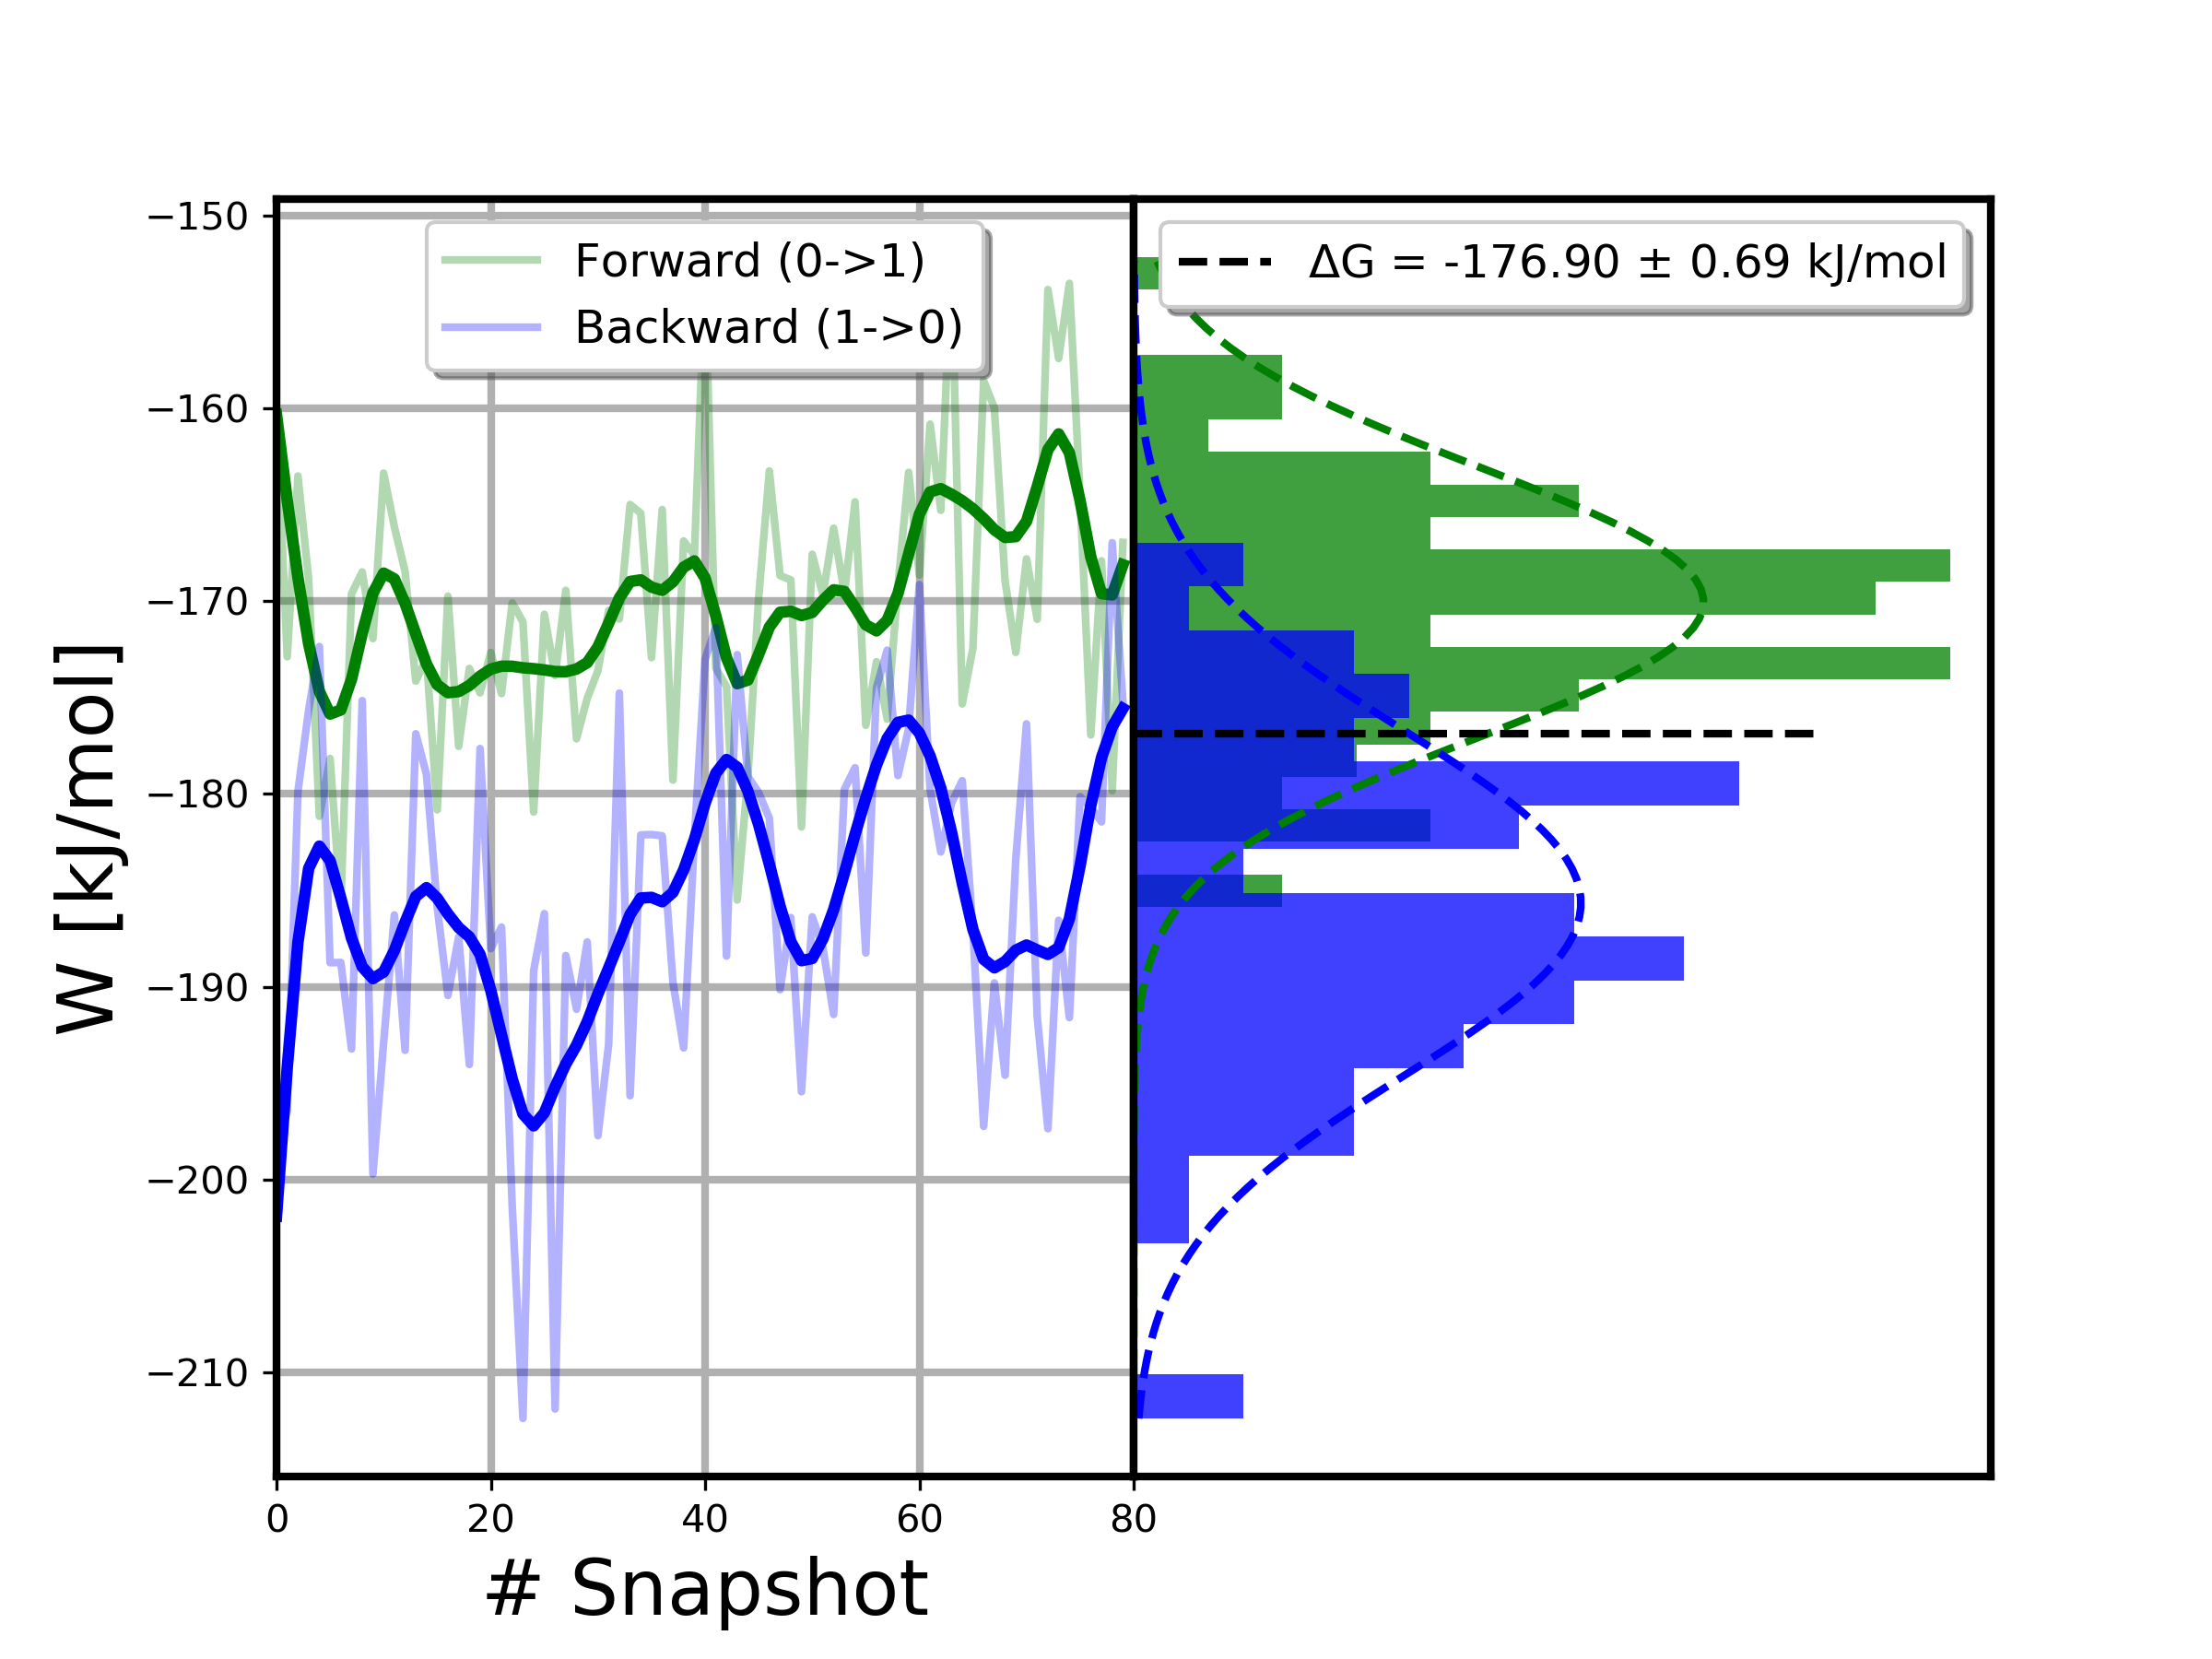 Forward (0->1)
Backward (1->0)
ΔG = -176.90 ± 0.69 kJ/mol
W [kJ/mol]
−150
−160
−170
−180
−190
−200
−210
0 20 40 60 80
# Snapshot